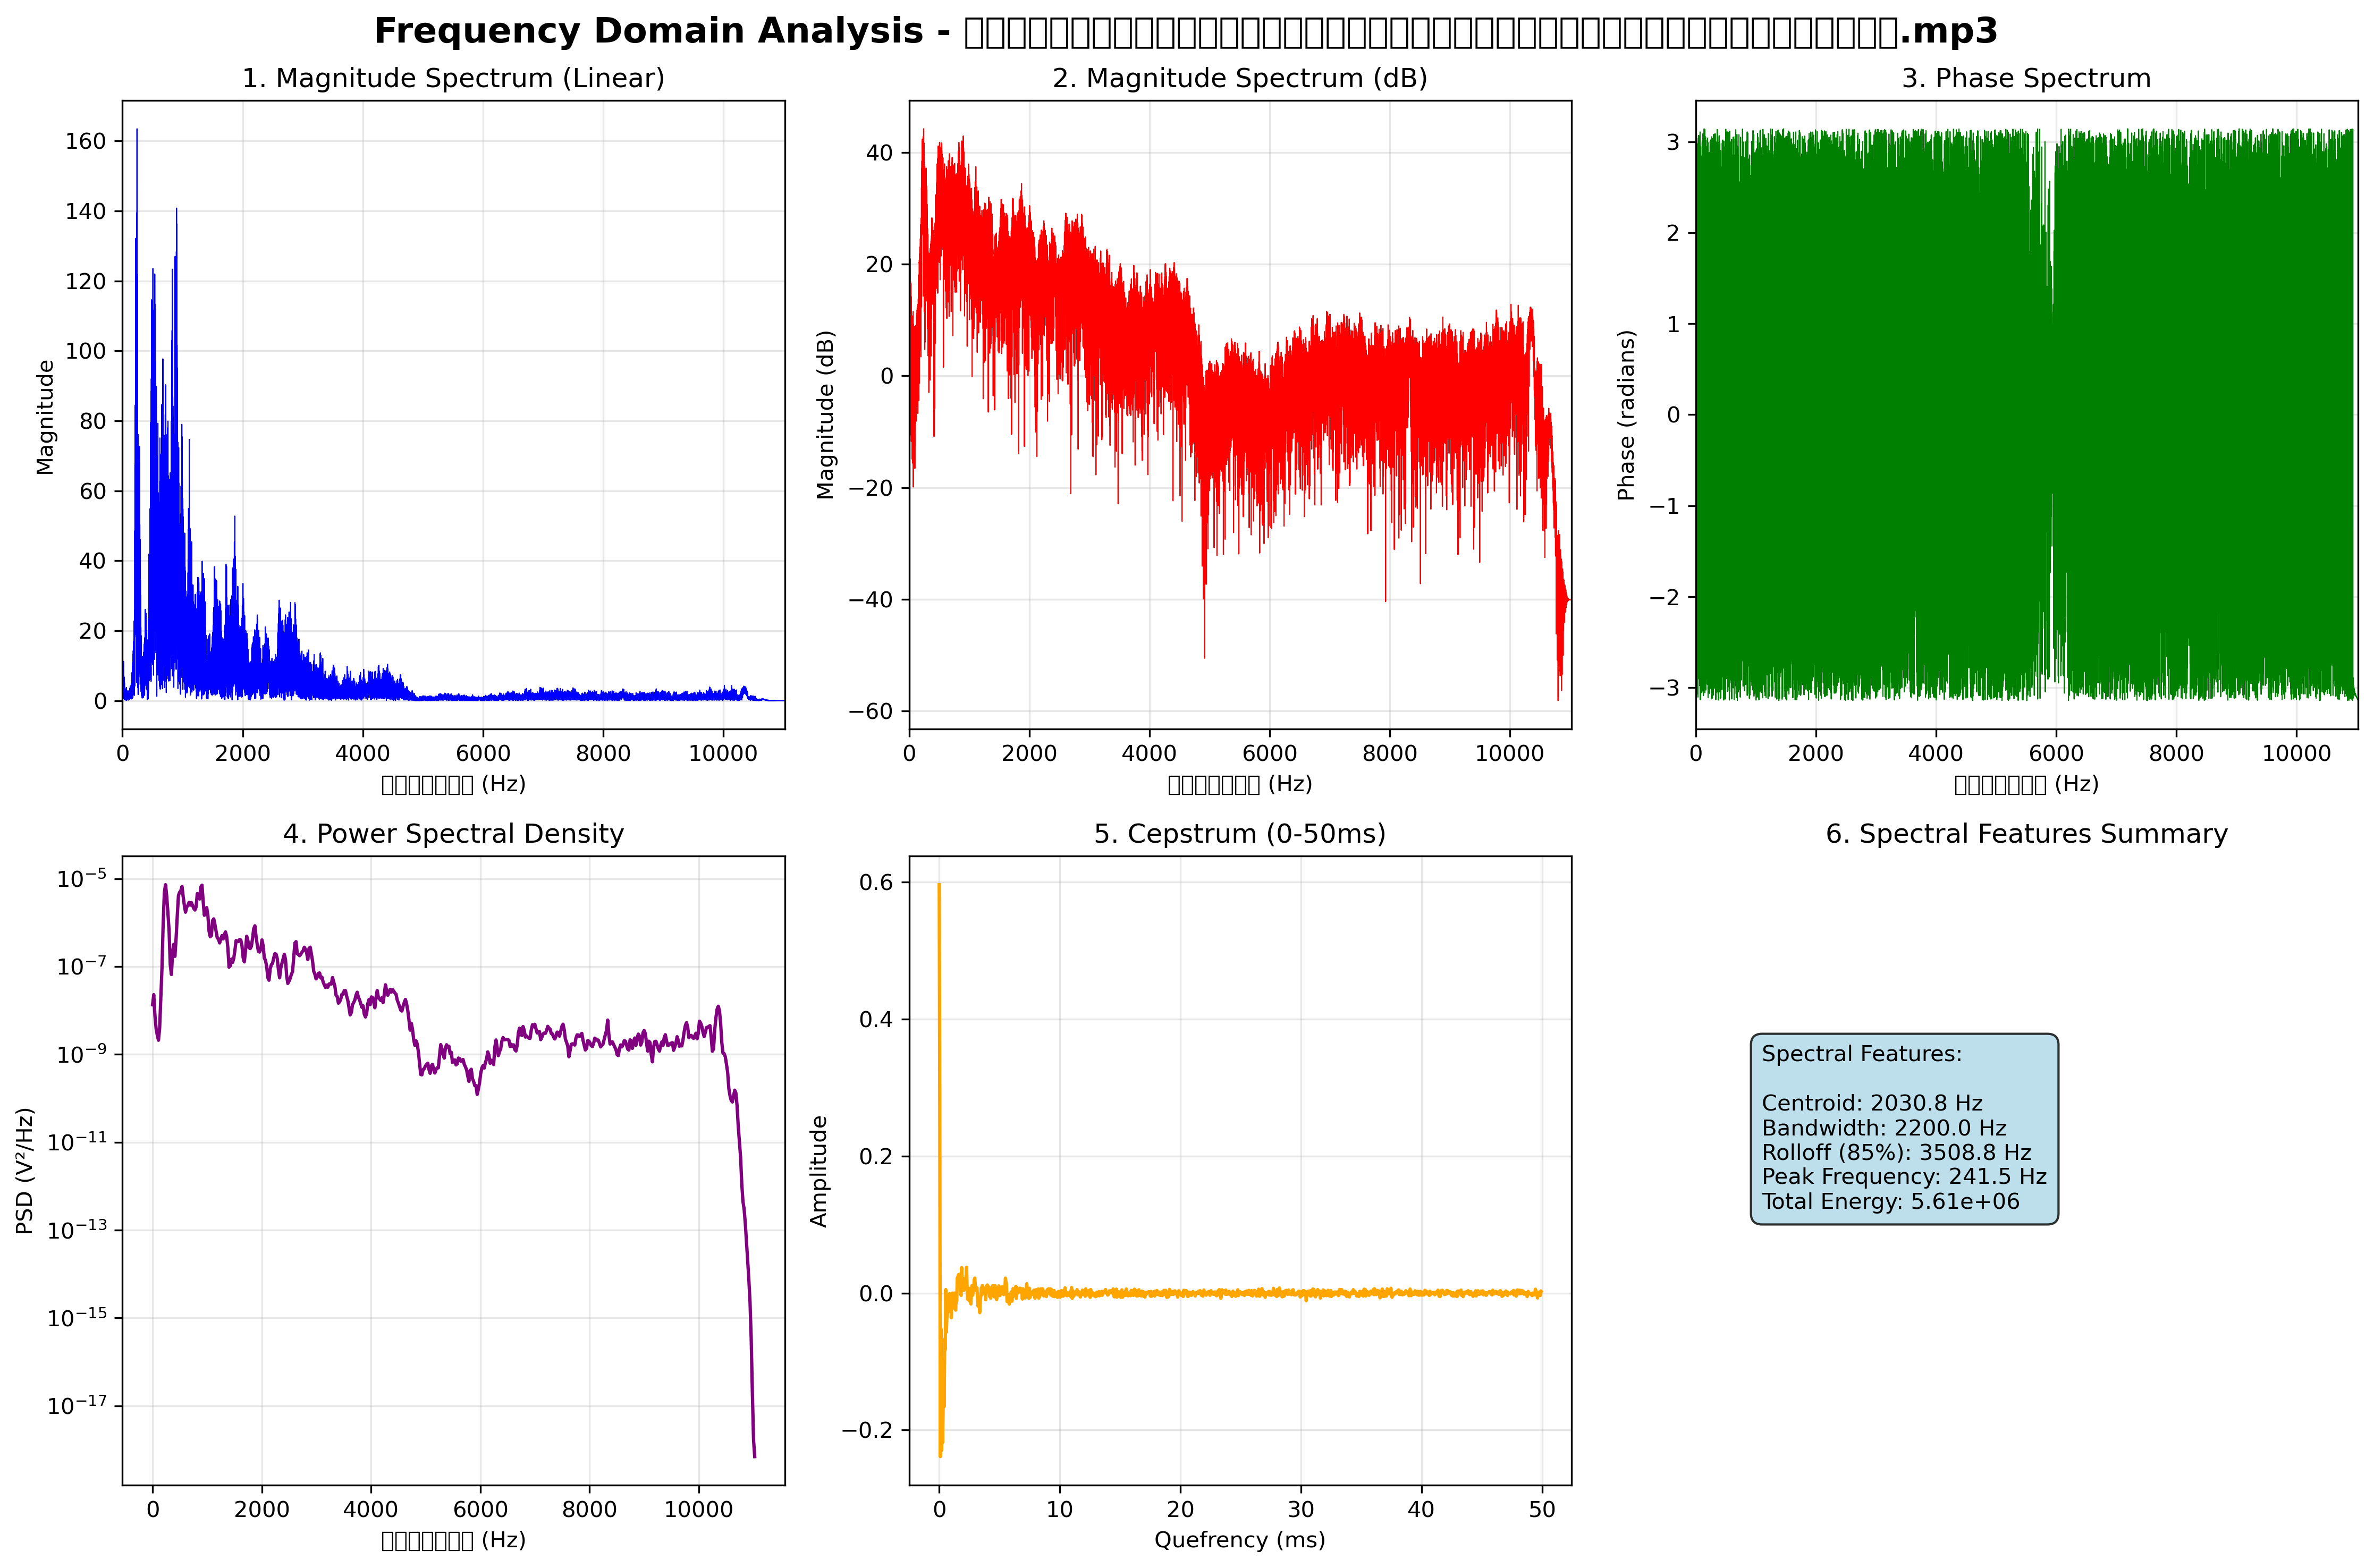 Frequency Domain Analysis - .mp3
1. Magnitude Spectrum (Linear)
Magnitude
160
140
120
100
80
60
40
20
0
0 2000 4000 6000 8000 10000
(Hz)
2. Magnitude Spectrum (dB)
Magnitude (dB)
40
20
0
−20
−40
−60
0 2000 4000 6000 8000 10000
(Hz)
3. Phase Spectrum
Phase (radians)
3
2
1
0
−1
−2
−3
0 2000 4000 6000 8000 10000
(Hz)
4. Power Spectral Density
PSD (V²/Hz)
10⁻⁵
10⁻⁷
10⁻⁹
10⁻¹¹
10⁻¹³
10⁻¹⁵
10⁻¹⁷
0 2000 4000 6000 8000 10000
(Hz)
5. Cepstrum (0-50ms)
Amplitude
0.6
0.4
0.2
0.0
−0.2
0 10 20 30 40 50
Quefrency (ms)
6. Spectral Features Summary
Spectral Features:
Centroid: 2030.8 Hz
Bandwidth: 2200.0 Hz
Rolloff (85%): 3508.8 Hz
Peak Frequency: 241.5 Hz
Total Energy: 5.61e+06